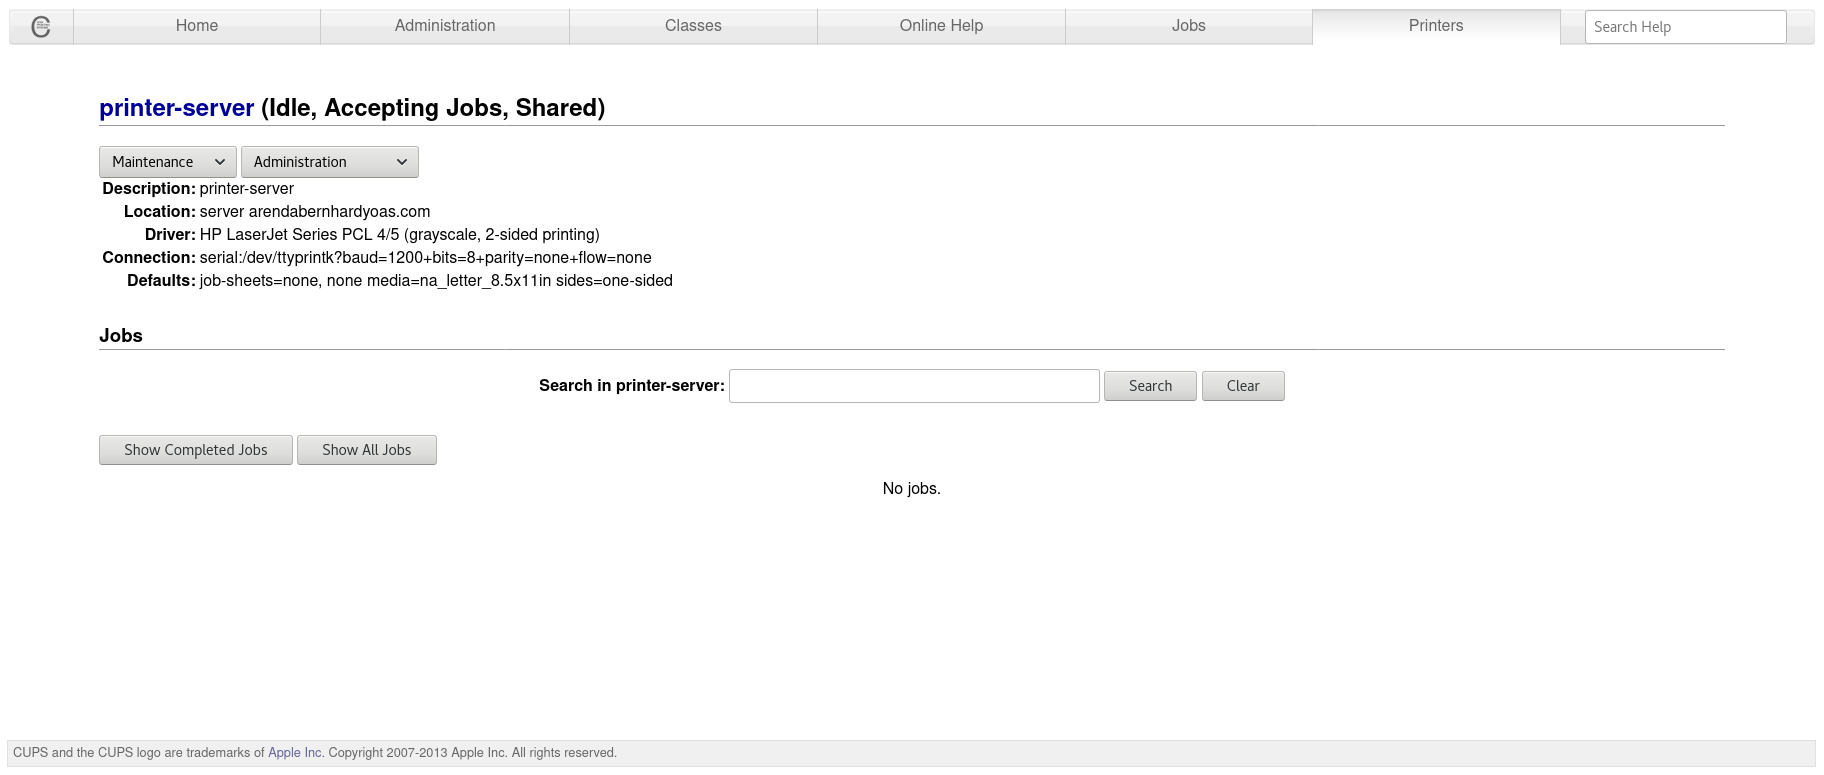 Home Administration Classes Online Help Jobs Printers Search Help
printer-server (Idle, Accepting Jobs, Shared)
Maintenance Administration
Description: printer-server
Location: server arendabernhardyoas.com
Driver: HP LaserJet Series PCL 4/5 (grayscale, 2-sided printing)
Connection: serial:/dev/ttyprintk?baud=1200+bits=8+parity=none+flow=none
Defaults: job-sheets=none, none media=na_letter_8.5x11in sides=one-sided
Jobs
Search in printer-server: Search Clear
Show Completed Jobs Show All Jobs
No jobs.
CUPS and the CUPS logo are trademarks of Apple Inc. Copyright 2007-2013 Apple Inc. All rights reserved.